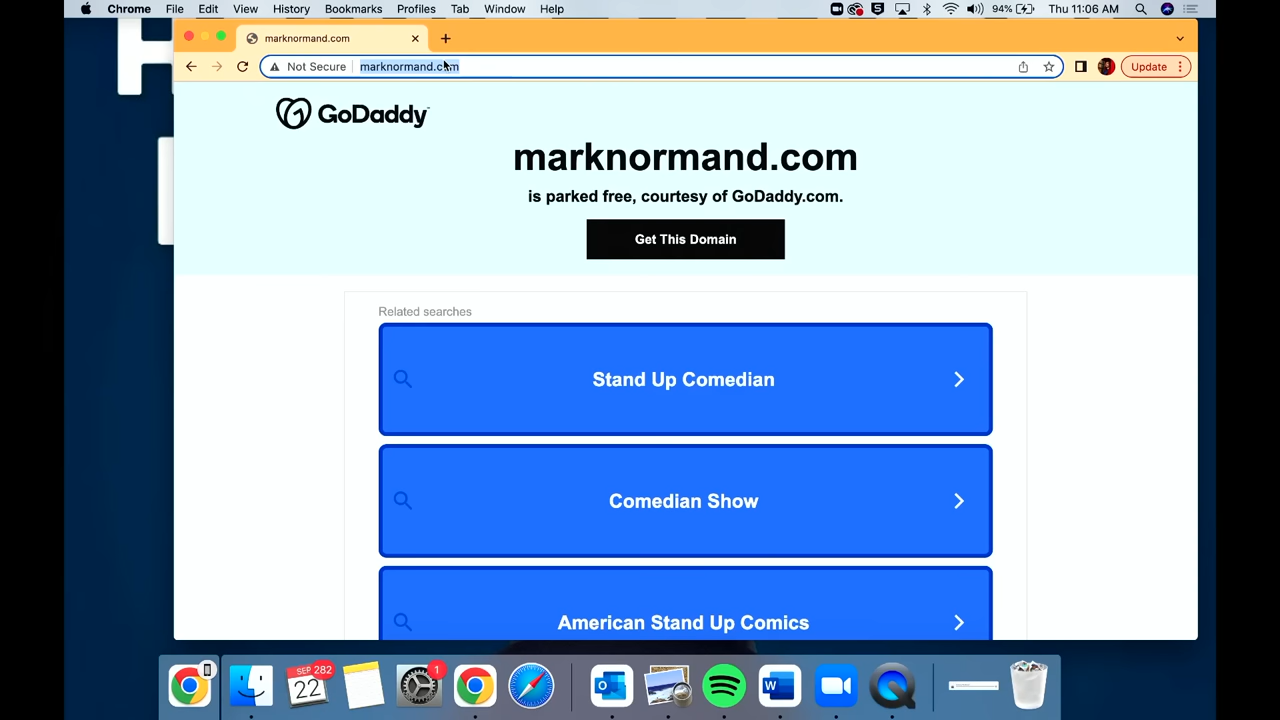 Chrome File Edit View History Bookmarks Profiles Tab Window Help 5 94% Thu 11:06 AM
marknormand.com
Not Secure marknormand.com Update
GoDaddy
marknormand.com
is parked free, courtesy of GoDaddy.com.
Get This Domain
Related searches
Stand Up Comedian
Comedian Show
American Stand Up Comics
SEP 282 1
22 O W